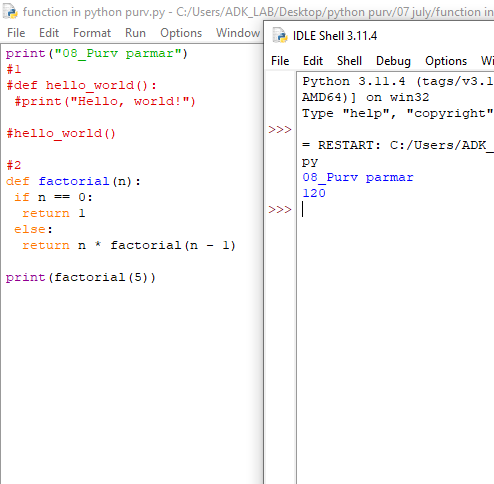 function in python purv.py - C:/Users/ADK_LAB/Desktop/python purv/07 july/function in
File Edit Format Run Options Window
print("08_Purv parmar")
#1
#def hello_world():
 #print("Hello, world!")
#hello_world()
#2
def factorial(n):
 if n == 0:
  return 1
 else:
  return n * factorial(n - 1)
print(factorial(5))
IDLE Shell 3.11.4
File Edit Shell Debug Options
Python 3.11.4 (tags/v3.1
AMD64)] on win32
Type "help", "copyright"
>>>
= RESTART: C:/Users/ADK_
py
08_Purv parmar
120
>>>